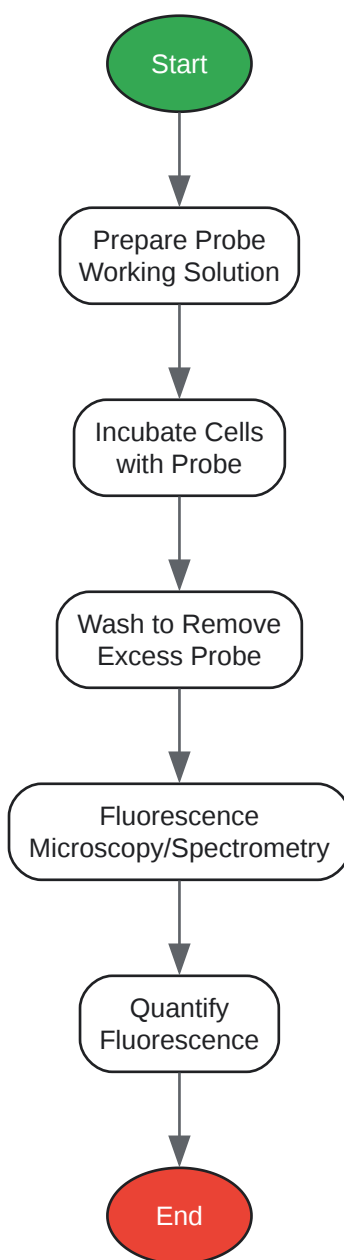 Start
Prepare Probe
Working Solution
Incubate Cells
with Probe
Wash to Remove
Excess Probe
Fluorescence
Microscopy/Spectrometry
Quantify
Fluorescence
End